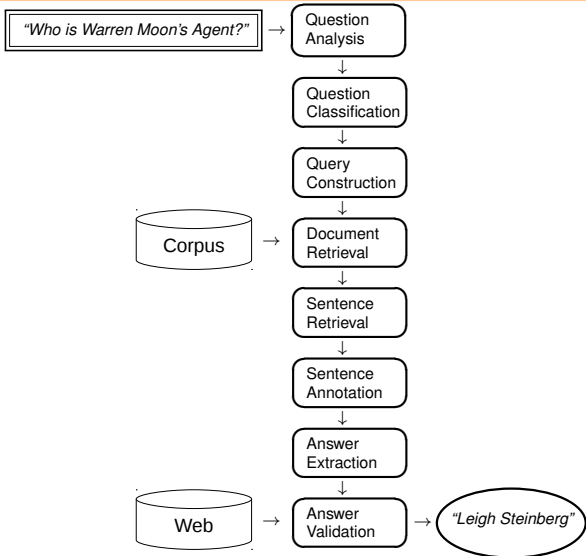 “Who is Warren Moon’s Agent?”
→
Question
Analysis
↓
Question
Classification
↓
Query
Construction
↓
Corpus
→
Document
Retrieval
↓
Sentence
Retrieval
↓
Sentence
Annotation
↓
Answer
Extraction
↓
Web
→
Answer
Validation
→
“Leigh Steinberg”